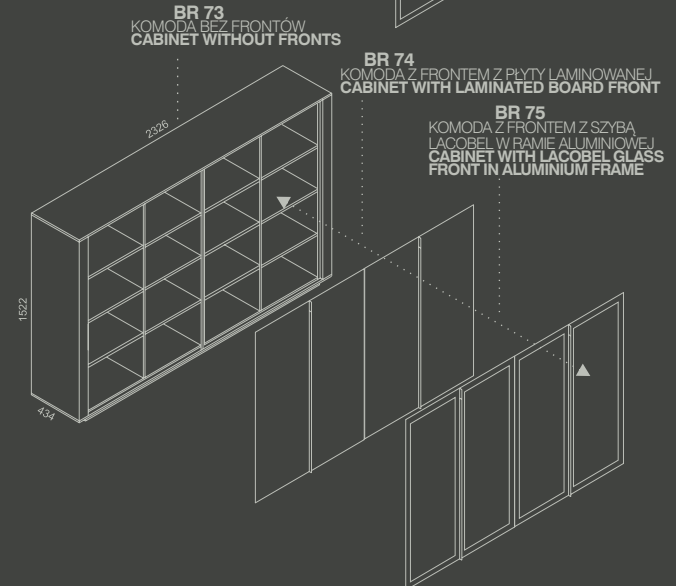 BR 73
KOMODA BEZ FRONTÓW
CABINET WITHOUT FRONTS
BR 74
KOMODA Z FRONTEM Z PŁYTY LAMINOWANEJ
CABINET WITH LAMINATED BOARD FRONT
BR 75
KOMODA Z FRONTEM Z SZYBĄ
LACOBEL W RAMIE ALUMINIOWEJ
CABINET WITH LACOBEL GLASS
FRONT IN ALUMINIUM FRAME
2326
1522
434